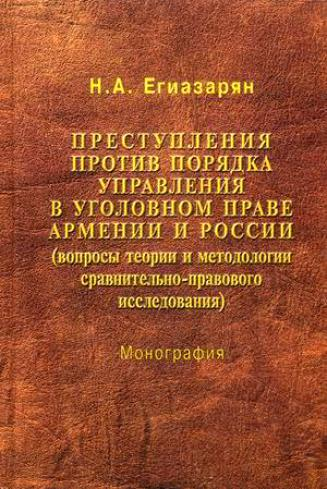 Н.А. Егиазарян
ПРЕСТУПЛЕНИЯ
ПРОТИВ ПОРЯДКА
УПРАВЛЕНИЯ
В УГОЛОВНОМ ПРАВЕ
АРМЕНИИ И РОССИИ
(вопросы теории и методологии
сравнительно-правового
исследования)
Монография